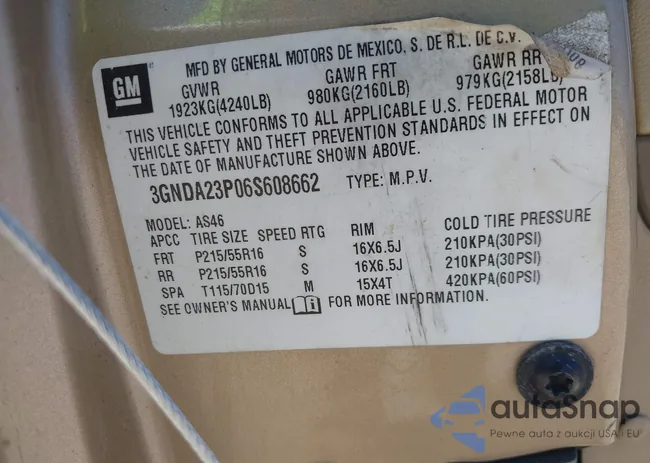 GM
MFD BY GENERAL MOTORS DE MEXICO, S. DE R.L. DE C.V.
GVWR GAWR FRT GAWR RR
1923KG(4240LB) 980KG(2160LB) 979KG(2158LB)
THIS VEHICLE CONFORMS TO ALL APPLICABLE U.S. FEDERAL MOTOR
VEHICLE SAFETY AND THEFT PREVENTION STANDARDS IN EFFECT ON
THE DATE OF MANUFACTURE SHOWN ABOVE.
3GNDA23P06S608662 TYPE: M.P.V.
MODEL: AS46
APCC TIRE SIZE SPEED RTG RIM COLD TIRE PRESSURE
FRT P215/55R16 S 16X6.5J 210KPA(30PSI)
RR P215/55R16 S 16X6.5J 210KPA(30PSI)
SPA T115/70D15 M 15X4T 420KPA(60PSI)
SEE OWNER'S MANUAL FOR MORE INFORMATION.
autoSnap
Pewne auta z aukcji USA i EU